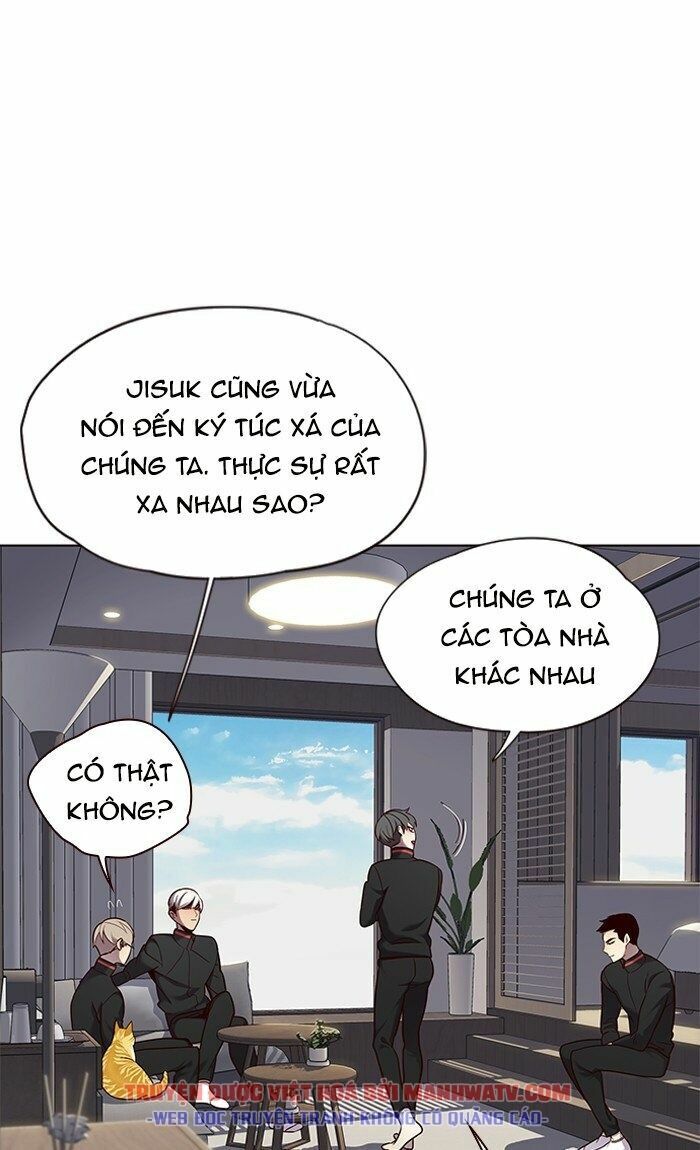 JISUK CŨNG VỪA
NÓI ĐẾN KÝ TÚC XÁ CỦA
CHÚNG TA. THỰC SỰ RẤT
XA NHAU SAO?
CHÚNG TA Ở
CÁC TÒA NHÀ
KHÁC NHAU
CÓ THẬT
KHÔNG?
TRUYỆN ĐƯỢC VIỆT HOÁ BỞI MANHWATV.COM
-WEB ĐỌC TRUYỆN TRANH KHÔNG CÓ QUẢNG CÁO-